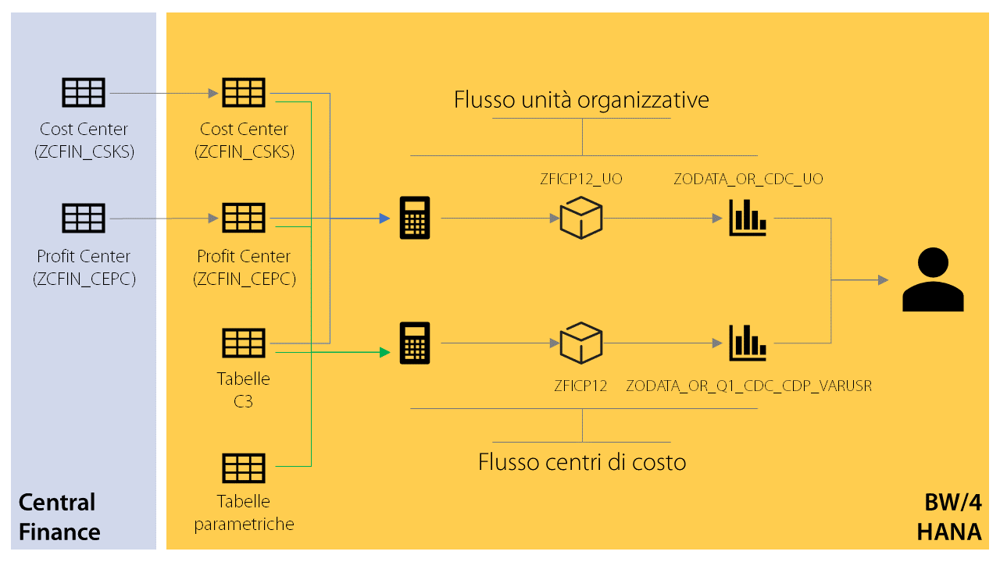 Cost Center
(ZCFIN_CSKS)
Profit Center
(ZCFIN_CEPC)
Central
Finance
Cost Center
(ZCFIN_CSKS)
Profit Center
(ZCFIN_CEPC)
Tabelle
C3
Tabelle
parametriche
Flusso unità organizzative
ZFICP12_UO
ZODATA_OR_CDC_UO
ZFICP12
ZODATA_OR_Q1_CDC_CDP_VARUSR
Flusso centri di costo
BW/4
HANA